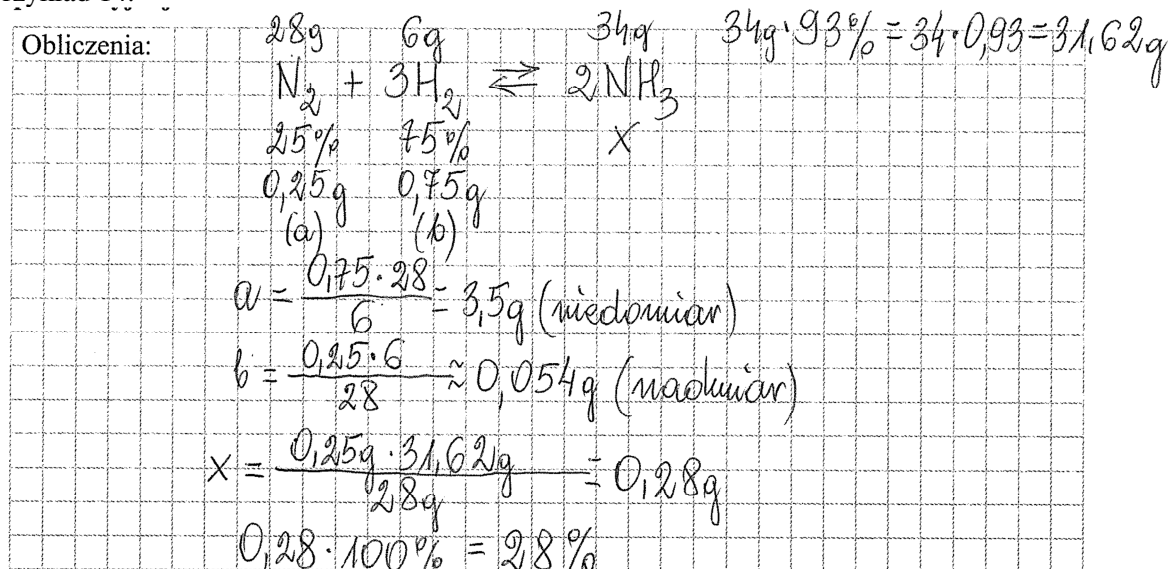 Obliczenia:
28g 6g 34g 34g·93% = 34·0,93 = 31,62g
N₂ + 3H₂ ⇄ 2NH₃
25% 75% X
0,25g 0,75g
(a) (b)
a = 0,75·28 / 6 = 3,5g (niedomiar)
b = 0,25·6 / 28 ≈ 0,054g (nadmiar)
X = 0,25g·31,62g / 28g = 0,28g
0,28·100% = 28%